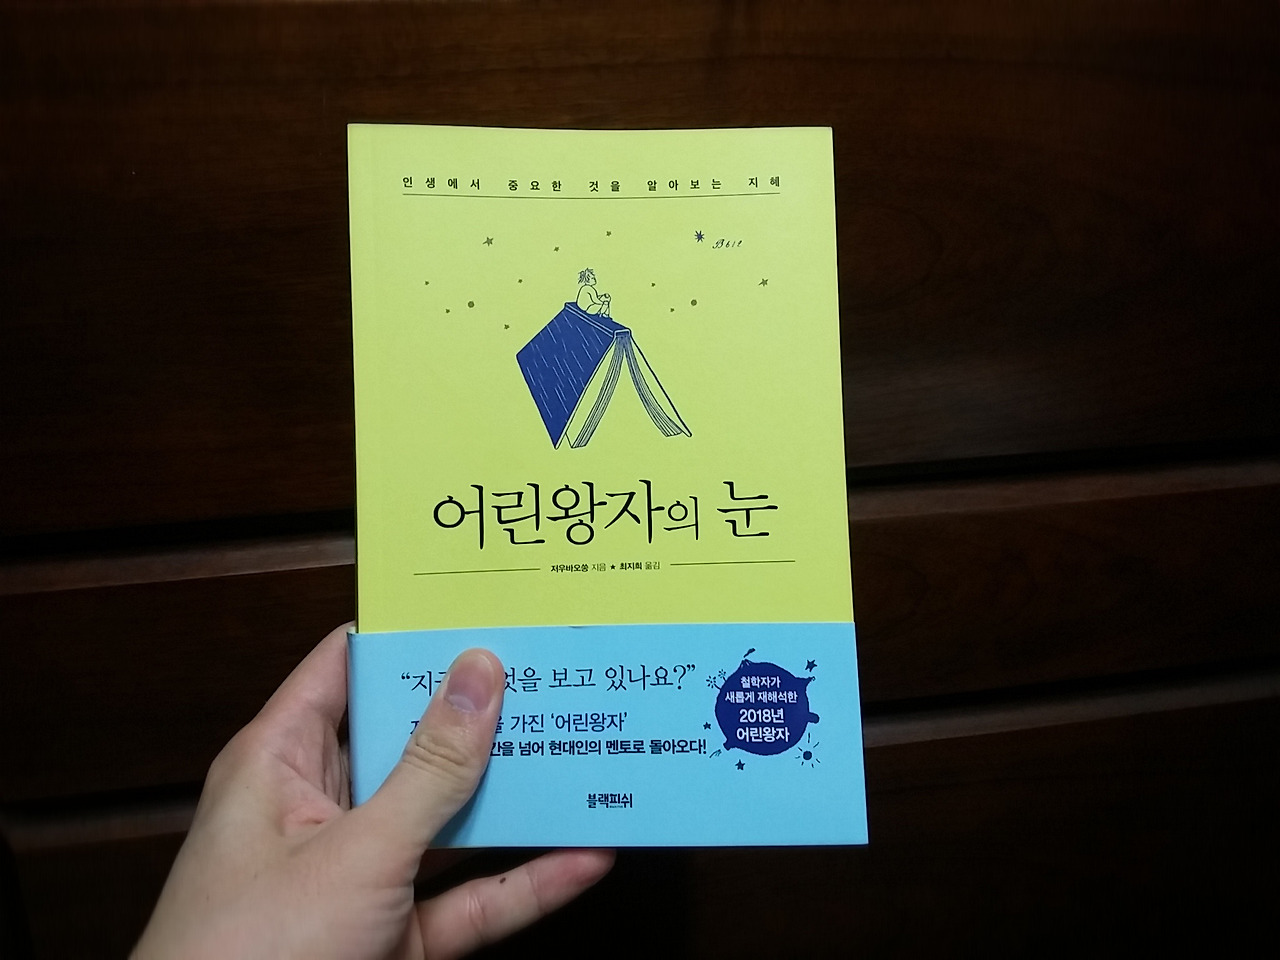 인생에서 중요한 것을 알아보는 지혜
B612
어린왕자의 눈
저우바오쑹 지음 ★ 최지희 옮김
을 보고 있나요?”
가진 ‘어린왕자’
넘어 현대인의 멘토로 돌아오다!
철학자가
새롭게 재해석한
2018년
어린왕자
블랙피쉬